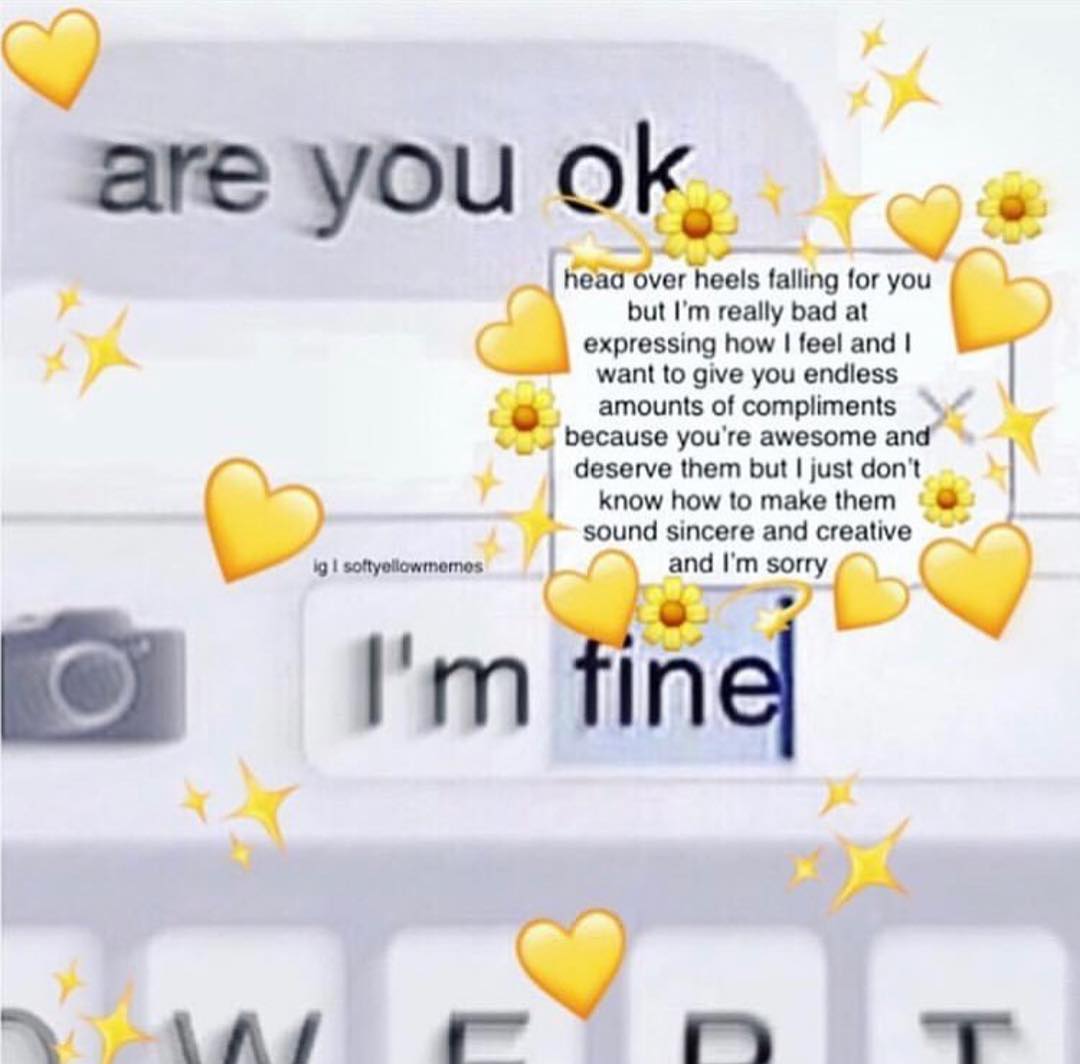 are you ok
head over heels falling for you
but I'm really bad at
expressing how I feel and I
want to give you endless
amounts of compliments
because you're awesome and
deserve them but I just don't
know how to make them
sound sincere and creative
and I'm sorry
ig | softyellowmemes
I'm fine
W E R T